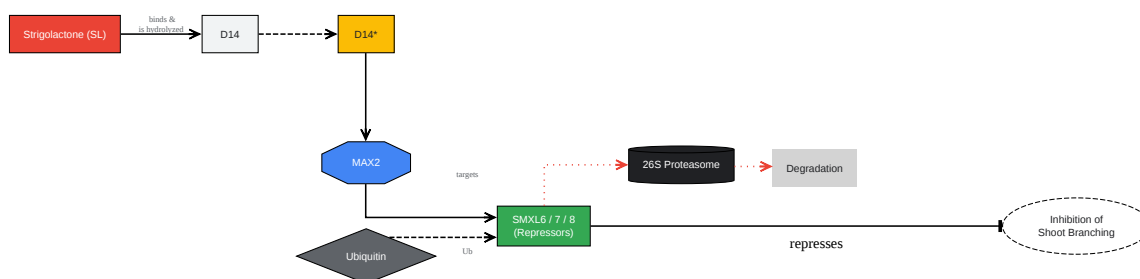 binds &
is hydrolyzed
Strigolactone (SL)
D14
D14*
MAX2
targets
26S Proteasome
Degradation
SMXL6 / 7 / 8
(Repressors)
Inhibition of
Shoot Branching
represses
Ubiquitin
Ub